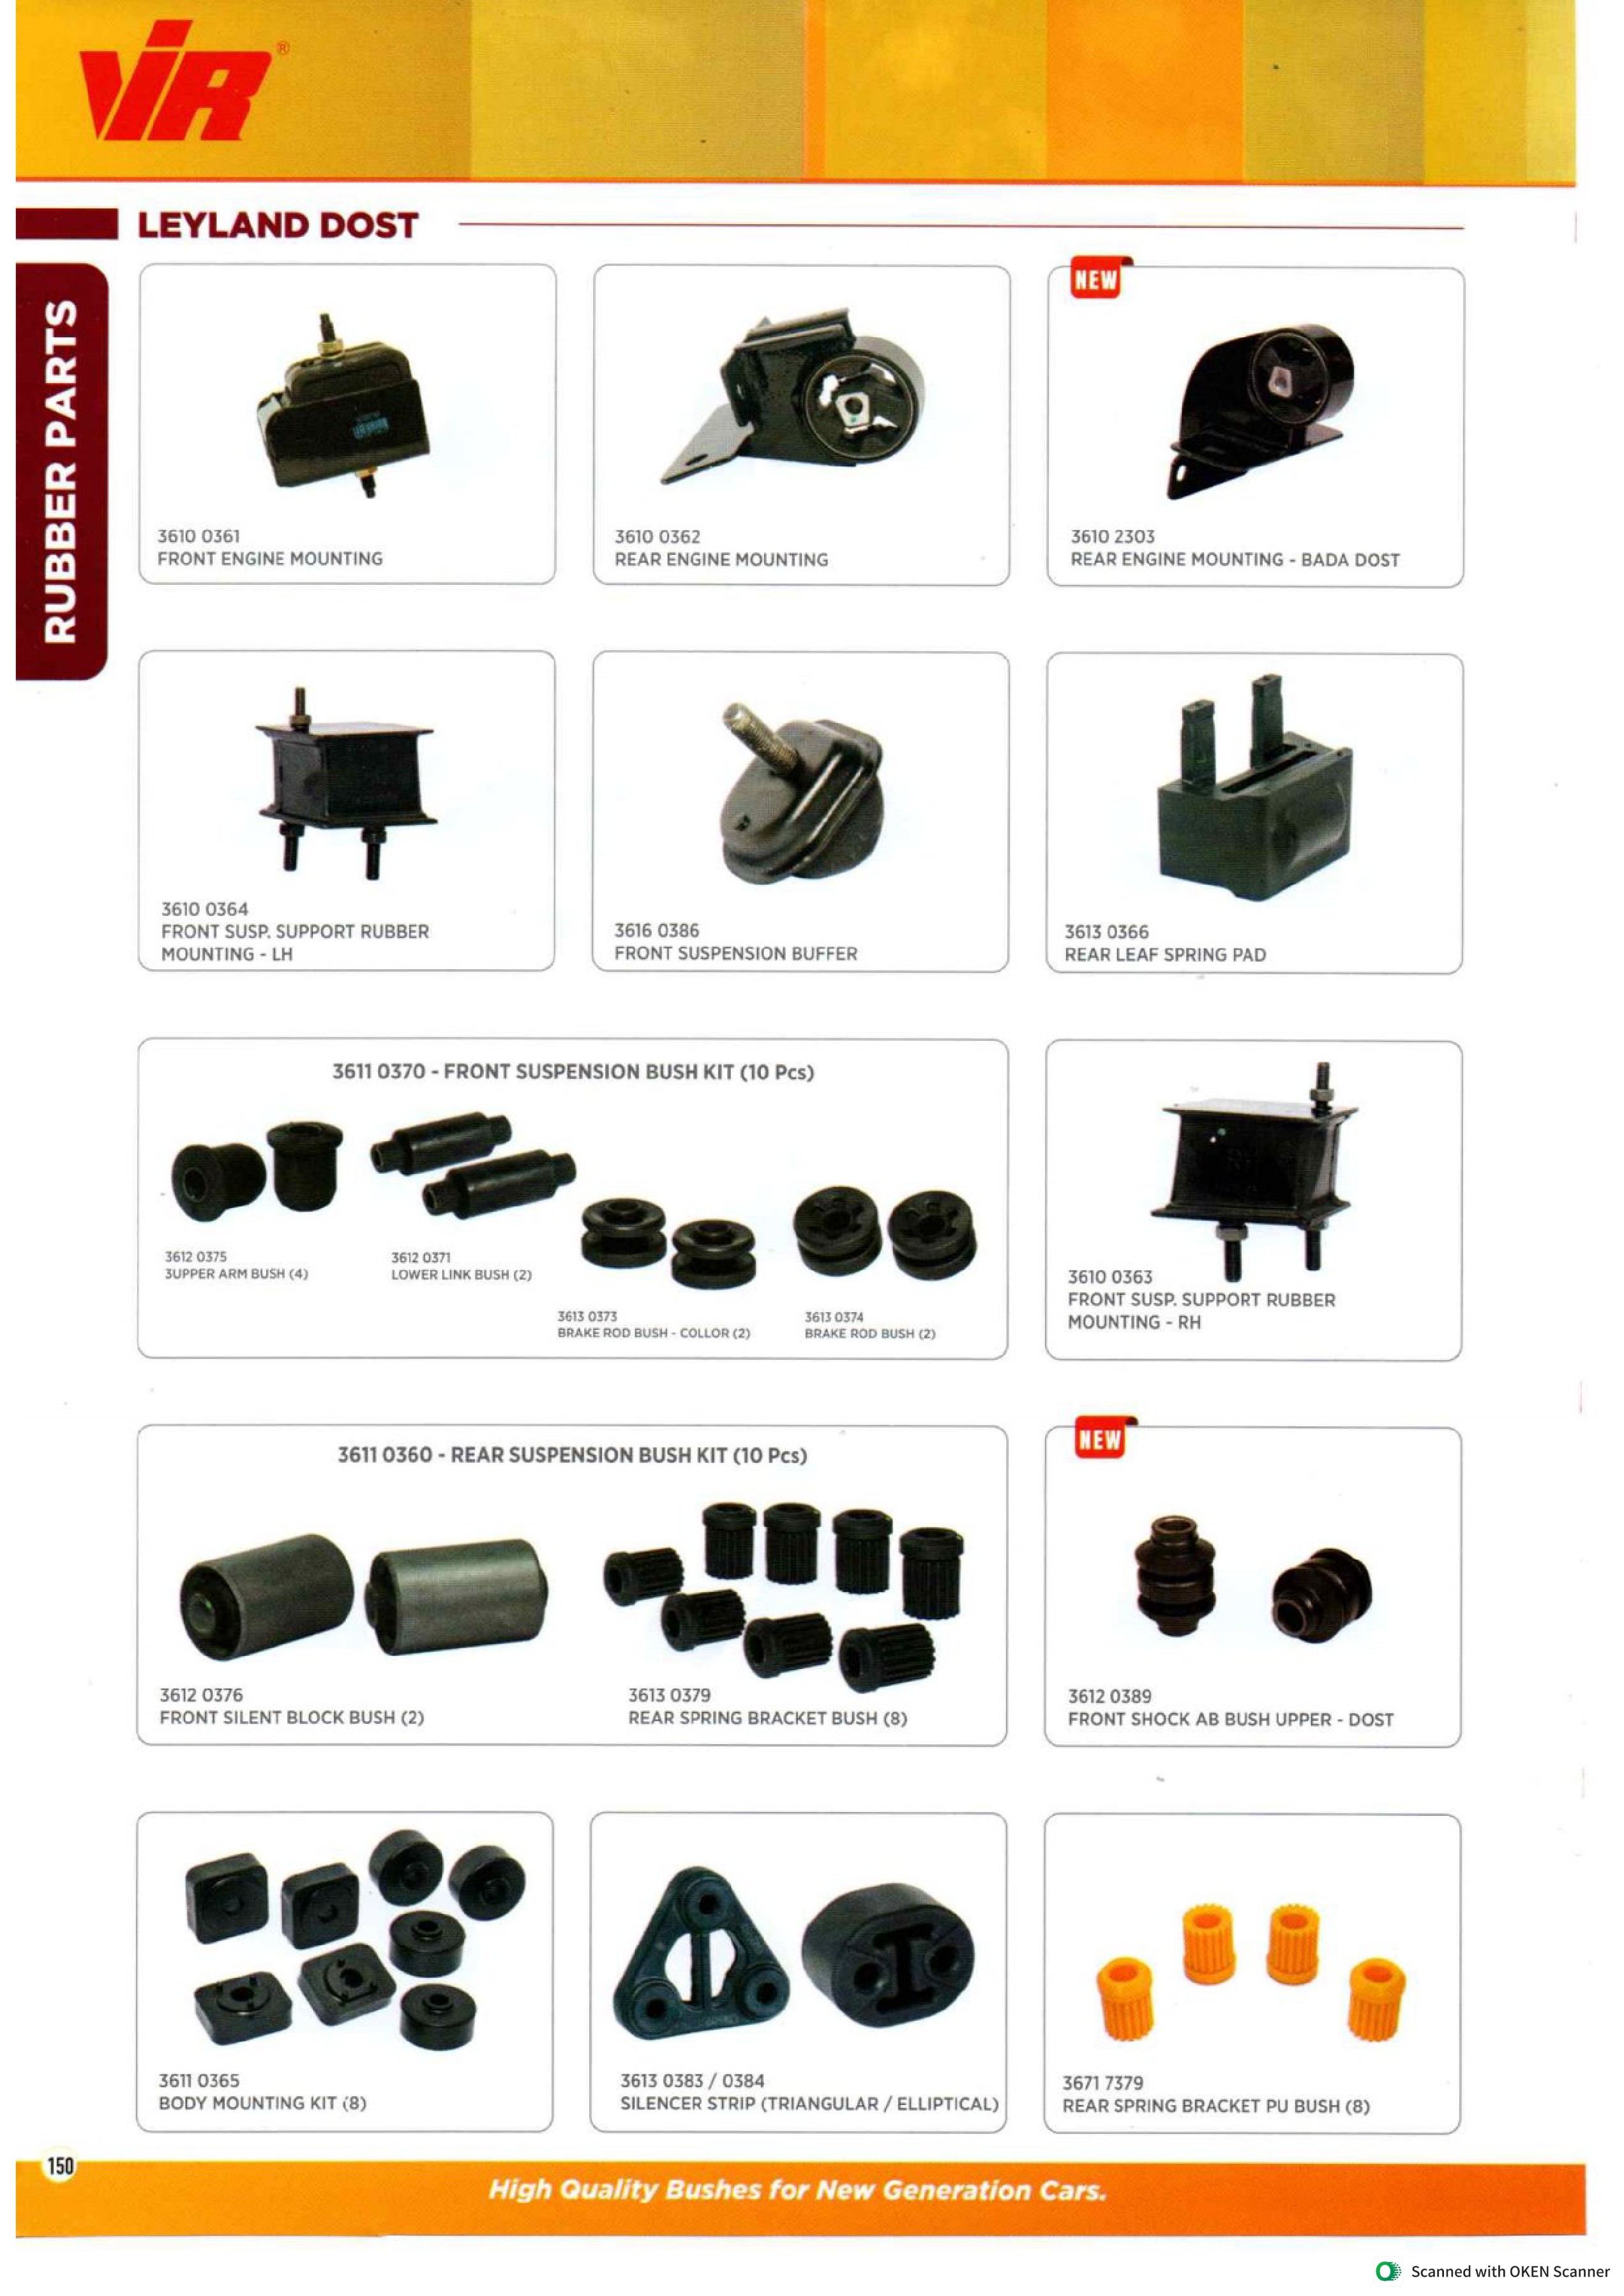 ViR®
LEYLAND DOST
RUBBER PARTS
3610 0361
FRONT ENGINE MOUNTING
3610 0362
REAR ENGINE MOUNTING
NEW
3610 2303
REAR ENGINE MOUNTING - BADA DOST
3610 0364
FRONT SUSP. SUPPORT RUBBER
MOUNTING - LH
3616 0386
FRONT SUSPENSION BUFFER
3613 0366
REAR LEAF SPRING PAD
3611 0370 - FRONT SUSPENSION BUSH KIT (10 Pcs)
3612 0375
3UPPER ARM BUSH (4)
3612 0371
LOWER LINK BUSH (2)
3613 0373
BRAKE ROD BUSH - COLLOR (2)
3613 0374
BRAKE ROD BUSH (2)
3610 0363
FRONT SUSP. SUPPORT RUBBER
MOUNTING - RH
3611 0360 - REAR SUSPENSION BUSH KIT (10 Pcs)
3612 0376
FRONT SILENT BLOCK BUSH (2)
3613 0379
REAR SPRING BRACKET BUSH (8)
NEW
3612 0389
FRONT SHOCK AB BUSH UPPER - DOST
3611 0365
BODY MOUNTING KIT (8)
3613 0383 / 0384
SILENCER STRIP (TRIANGULAR / ELLIPTICAL)
3671 7379
REAR SPRING BRACKET PU BUSH (8)
150
High Quality Bushes for New Generation Cars.
Scanned with OKEN Scanner